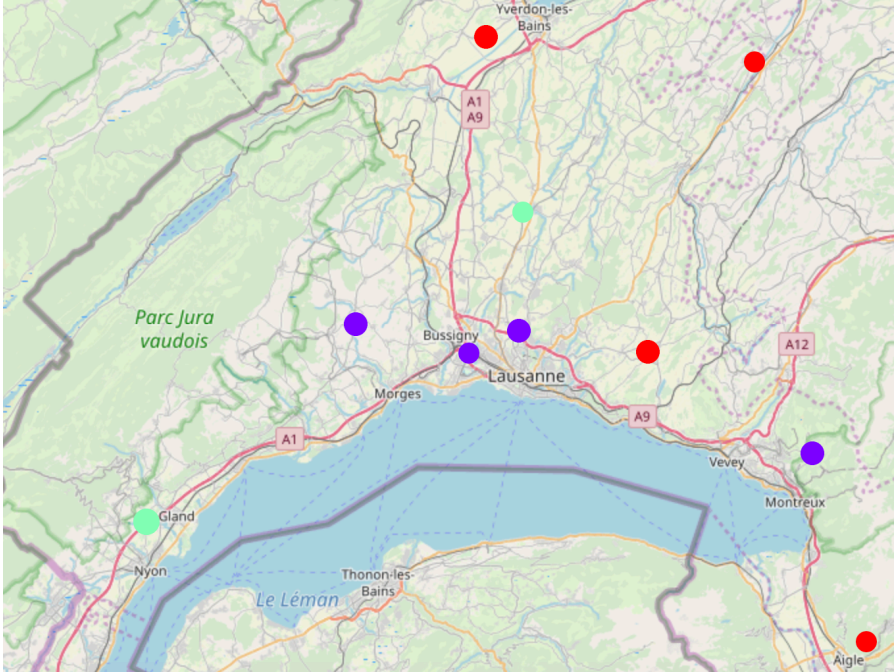 Yverdon-les-
Bains
A1
A9
Parc Jura
vaudois
Bussigny
A12
Lausanne
Morges
A9
A1
Vevey
Montreux
Gland
Nyon
Thonon-les-
Bains
Le Léman
Aigle